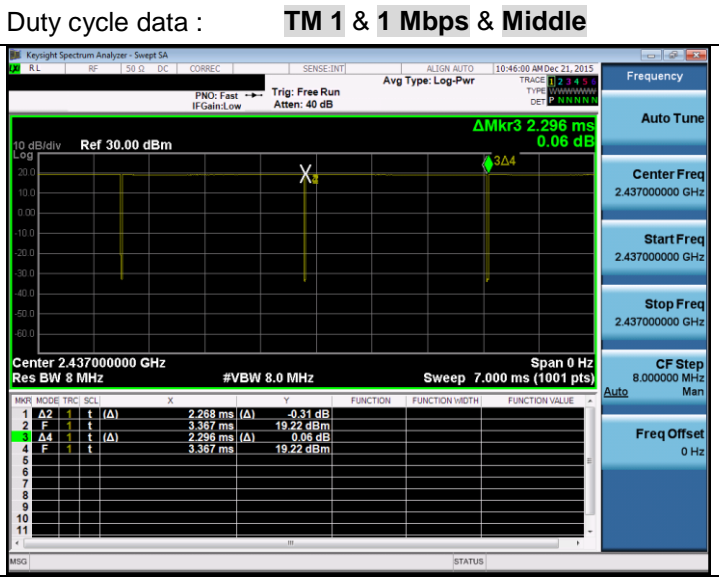 Duty cycle data : TM 1 & 1 Mbps & Middle
Keysight Spectrum Analyzer - Swept SA
RL RF 50 Ω DC CORREC SENSE:INT ALIGN AUTO 10:46:00 AM Dec 21, 2015
Frequency
Avg Type: Log-Pwr TRACE 1 2 3 4 5 6
PNO: Fast Trig: Free Run TYPE WWWWWW
IFGain:Low Atten: 40 dB DET P N N N N N
Auto Tune
ΔMkr3 2.296 ms
0.06 dB
10 dB/div Ref 30.00 dBm
Log
3Δ4
20.0
10.0
0.00
-10.0
-20.0
-30.0
-40.0
-50.0
-60.0
Center Freq
2.437000000 GHz
Start Freq
2.437000000 GHz
Stop Freq
2.437000000 GHz
Center 2.437000000 GHz Span 0 Hz
Res BW 8 MHz #VBW 8.0 MHz Sweep 7.000 ms (1001 pts)
CF Step
8.000000 MHz
Auto Man
MKR MODE TRC SCL X Y FUNCTION FUNCTION WIDTH FUNCTION VALUE
1 Δ2 1 t (Δ) 2.268 ms (Δ) -0.31 dB
2 F 1 t 3.367 ms 19.22 dBm
3 Δ4 1 t (Δ) 2.296 ms (Δ) 0.06 dB
4 F 1 t 3.367 ms 19.22 dBm
5
6
7
8
9
10
11
Freq Offset
0 Hz
MSG STATUS